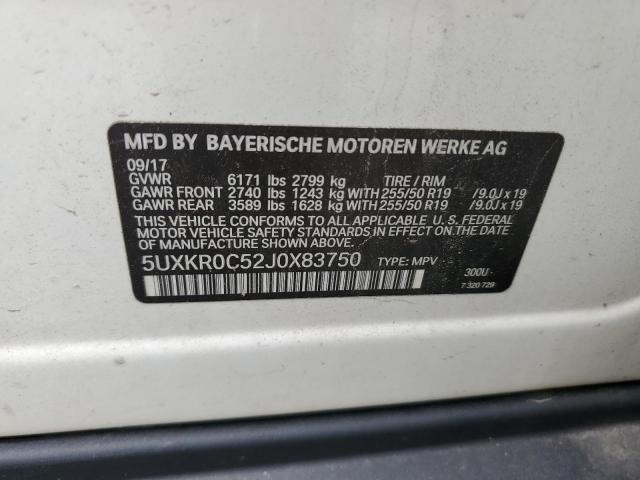 MFD BY BAYERISCHE MOTOREN WERKE AG
09/17
GVWR 6171 lbs 2799 kg TIRE / RIM
GAWR FRONT 2740 lbs 1243 kg WITH 255/50 R19 /9.0J x 19
GAWR REAR 3589 lbs 1628 kg WITH 255/50 R19 /9.0J x 19
THIS VEHICLE CONFORMS TO ALL APPLICABLE U.S. FEDERAL
MOTOR VEHICLE SAFETY STANDARDS IN EFFECT ON THE
DATE OF MANUFACTURE SHOWN ABOVE.
5UXKR0C52J0X83750 TYPE: MPV 300U
7 320 729